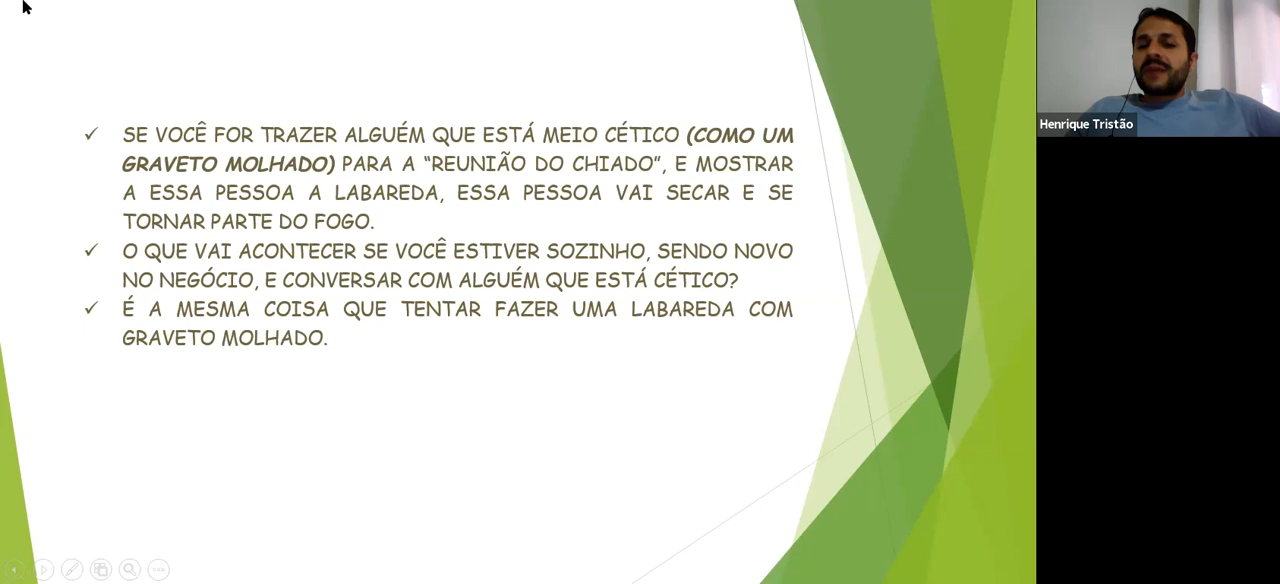 SE VOCÊ FOR TRAZER ALGUÉM QUE ESTÁ MEIO CÉTICO (COMO UM
GRAVETO MOLHADO) PARA A “REUNIÃO DO CHIADO”, E MOSTRAR
A ESSA PESSOA A LABAREDA, ESSA PESSOA VAI SECAR E SE
TORNAR PARTE DO FOGO.
O QUE VAI ACONTECER SE VOCÊ ESTIVER SOZINHO, SENDO NOVO
NO NEGÓCIO, E CONVERSAR COM ALGUÉM QUE ESTÁ CÉTICO?
É A MESMA COISA QUE TENTAR FAZER UMA LABAREDA COM
GRAVETO MOLHADO.
Henrique Tristão